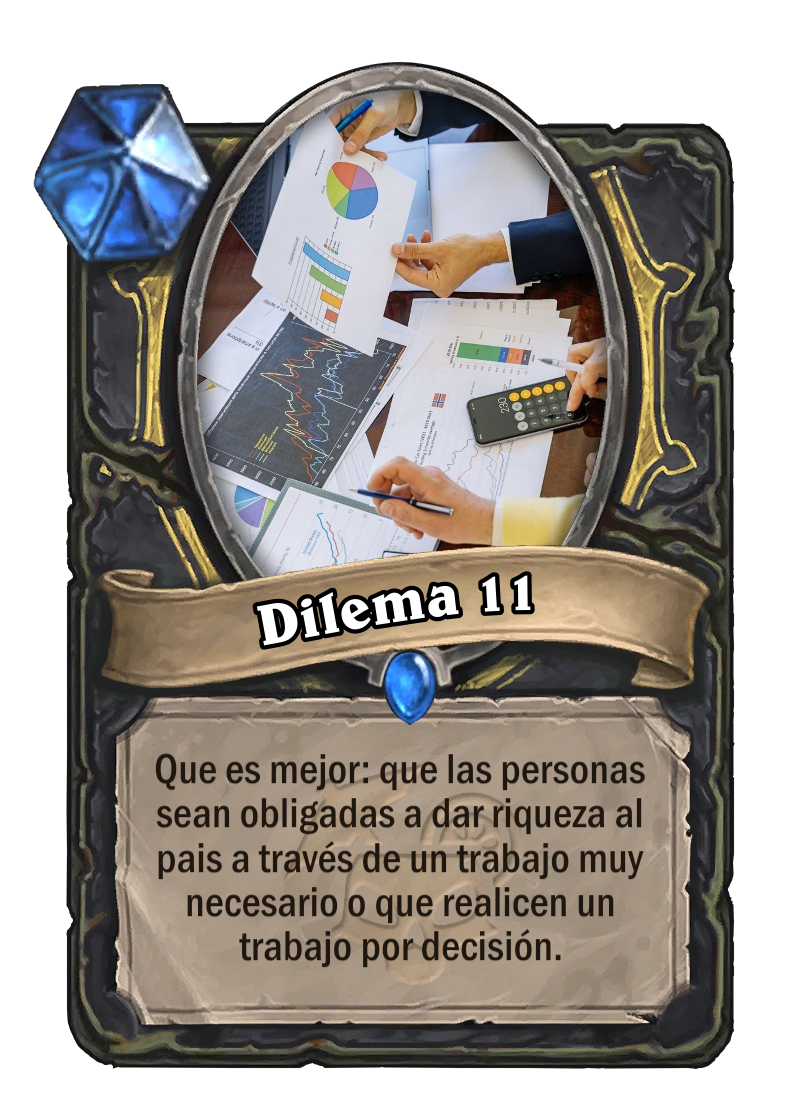 230
Dilema 11
Que es mejor: que las personas
sean obligadas a dar riqueza al
pais a través de un trabajo muy
necesario o que realicen un
trabajo por decisión.